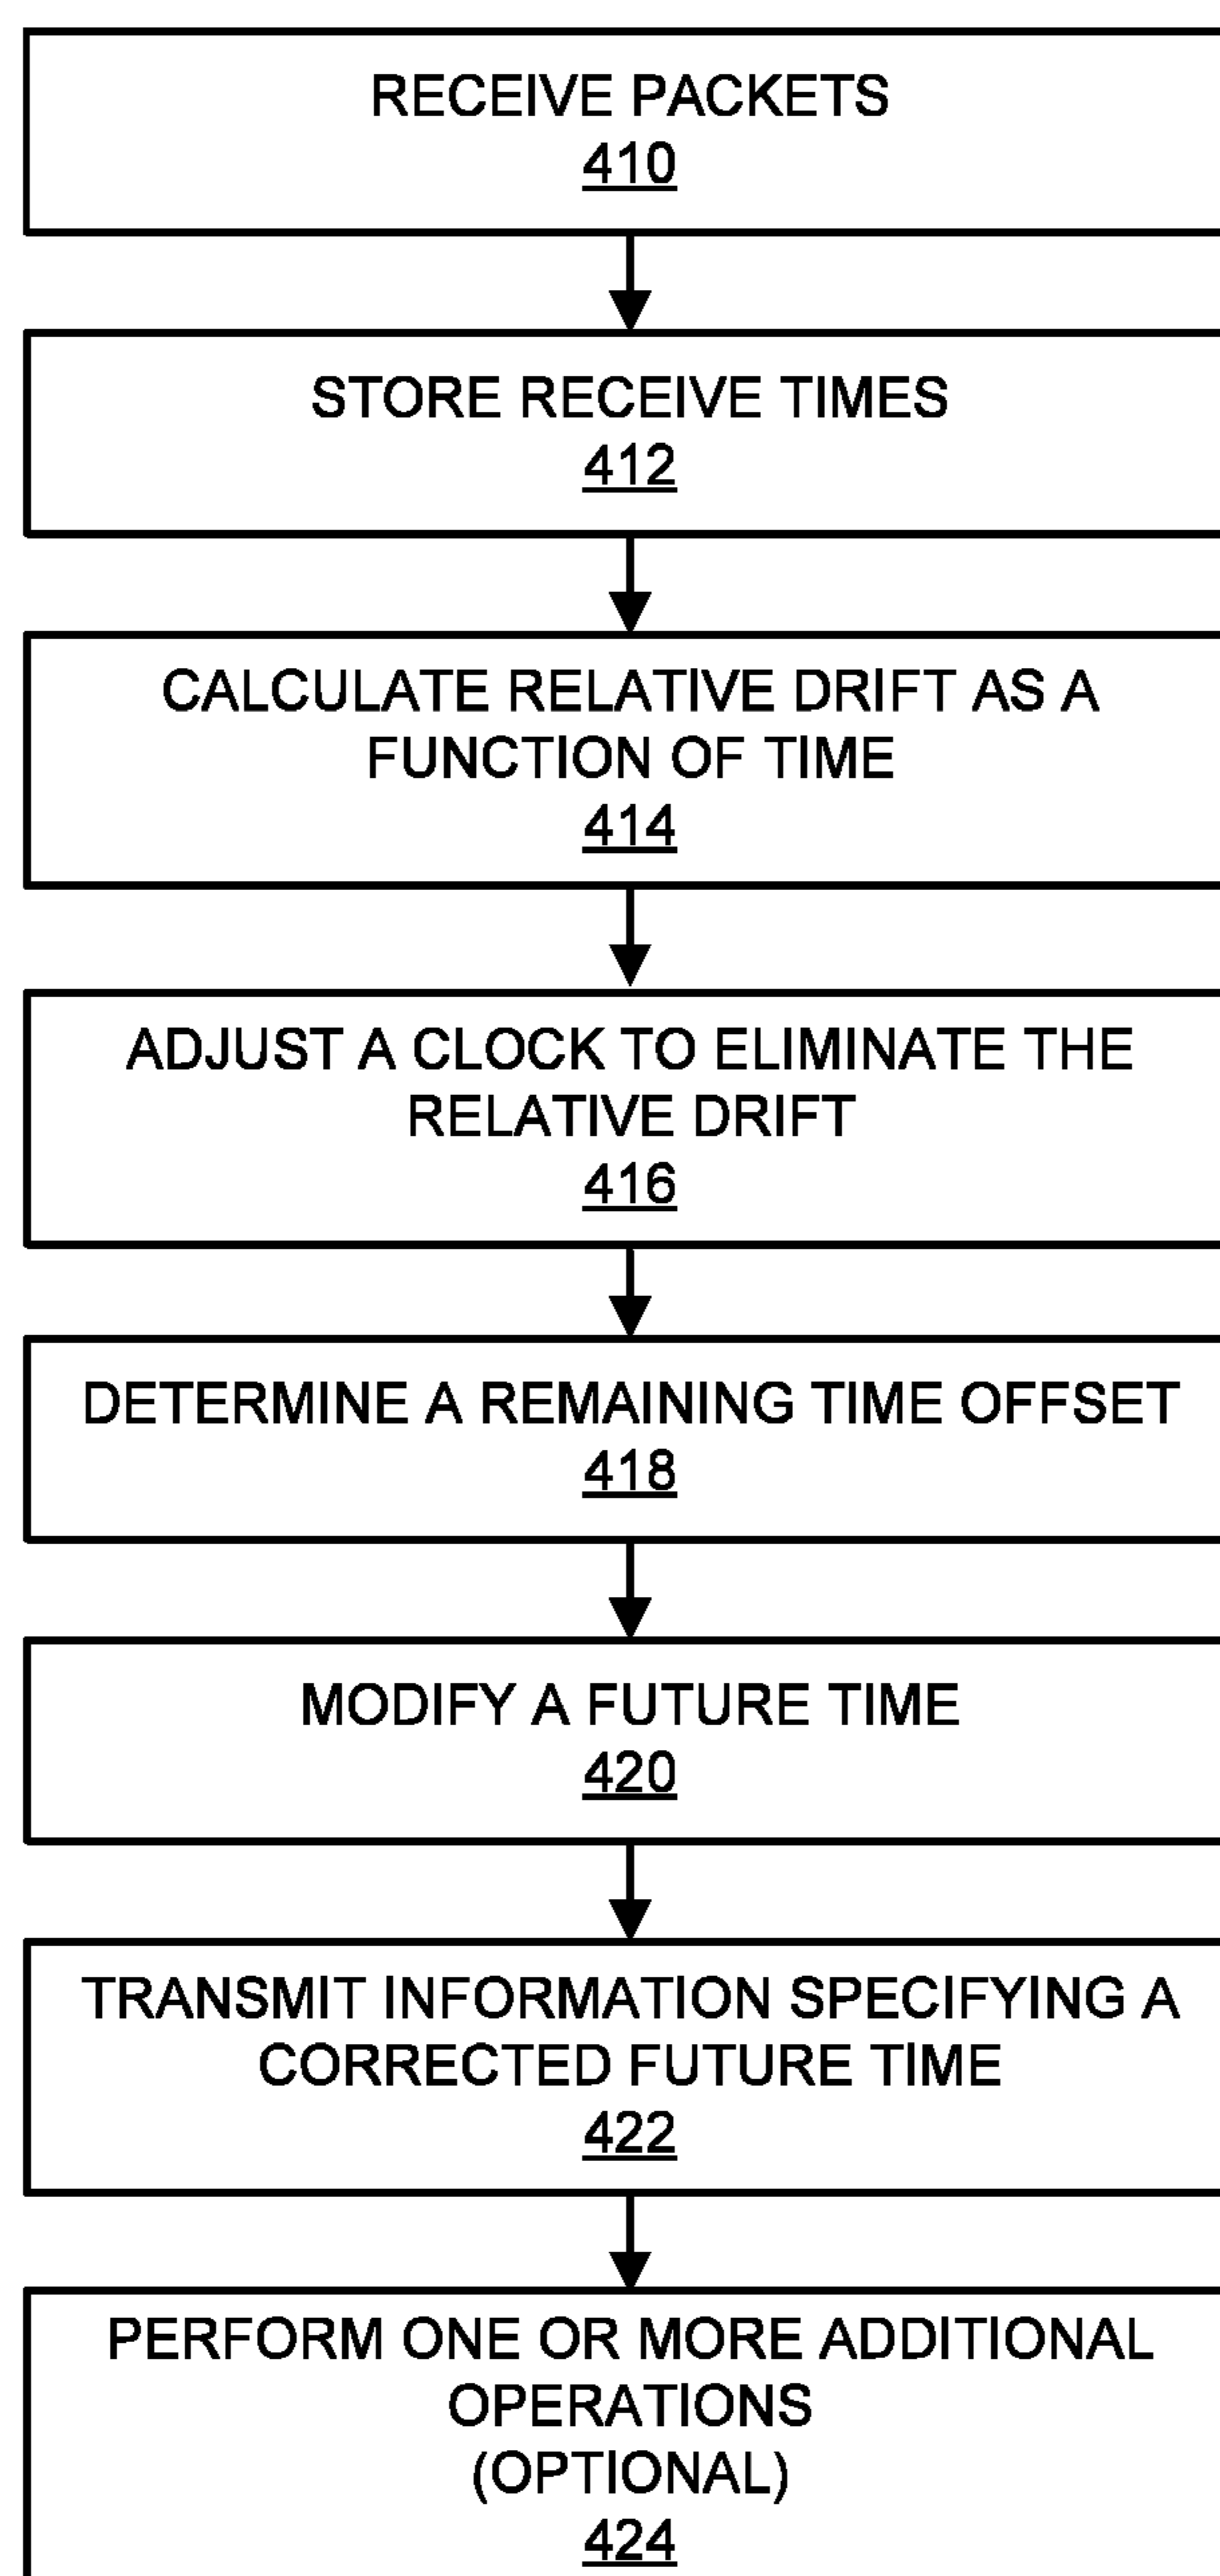 RECEIVE PACKETS
410
STORE RECEIVE TIMES
412
CALCULATE RELATIVE DRIFT AS A
FUNCTION OF TIME
414
ADJUST A CLOCK TO ELIMINATE THE
RELATIVE DRIFT
416
DETERMINE A REMAINING TIME OFFSET
418
MODIFY A FUTURE TIME
420
TRANSMIT INFORMATION SPECIFYING A
CORRECTED FUTURE TIME
422
PERFORM ONE OR MORE ADDITIONAL
OPERATIONS
(OPTIONAL)
424